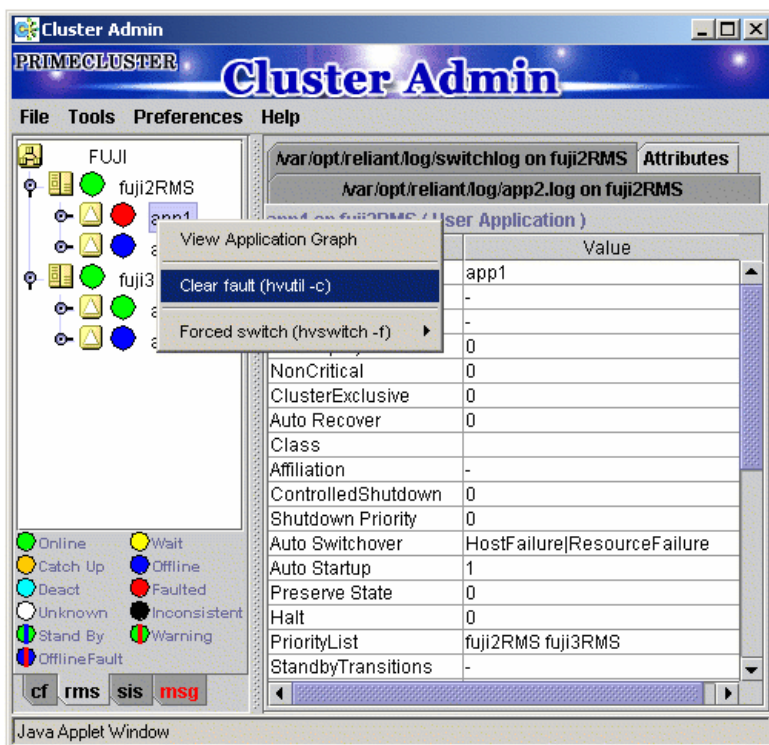 Cluster Admin
PRIMECLUSTER
Cluster Admin
File Tools Preferences Help
FUJI
fuji2RMS
app1
fuji3
/var/opt/reliant/log/switchlog on fuji2RMS
Attributes
/var/opt/reliant/log/app2.log on fuji2RMS
app1 on fuji2RMS ( User Application )
View Application Graph
Clear fault (hvutil -c)
Forced switch (hvswitch -f)
Value
app1
-
-
0
NonCritical 0
ClusterExclusive 0
Auto Recover 0
Class
Affiliation -
ControlledShutdown 0
Shutdown Priority 0
Auto Switchover HostFailure|ResourceFailure
Auto Startup 1
Preserve State 0
Halt 0
PriorityList fuji2RMS fuji3RMS
StandbyTransitions -
Online Wait
Catch Up Offline
Deact Faulted
Unknown Inconsistent
Stand By Warning
OfflineFault
cf rms sis msg
Java Applet Window